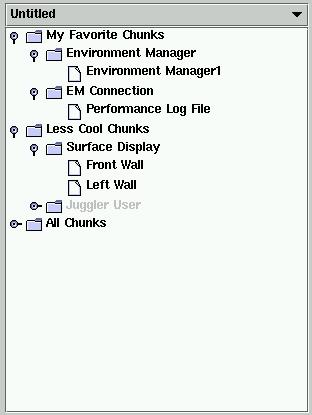 Untitled
My Favorite Chunks
Environment Manager
Environment Manager1
EM Connection
Performance Log File
Less Cool Chunks
Surface Display
Front Wall
Left Wall
Juggler User
All Chunks